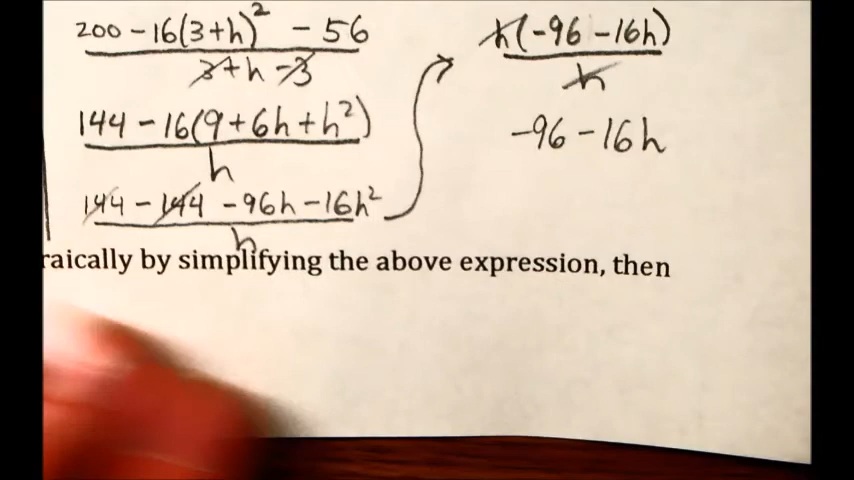 200 - 16(3+h)² - 56
3+h-3
144 - 16(9+6h+h²)
h
144 - 144 - 96h - 16h²
h
h(-96 - 16h)
h
-96 - 16h
raically by simplifying the above expression, then